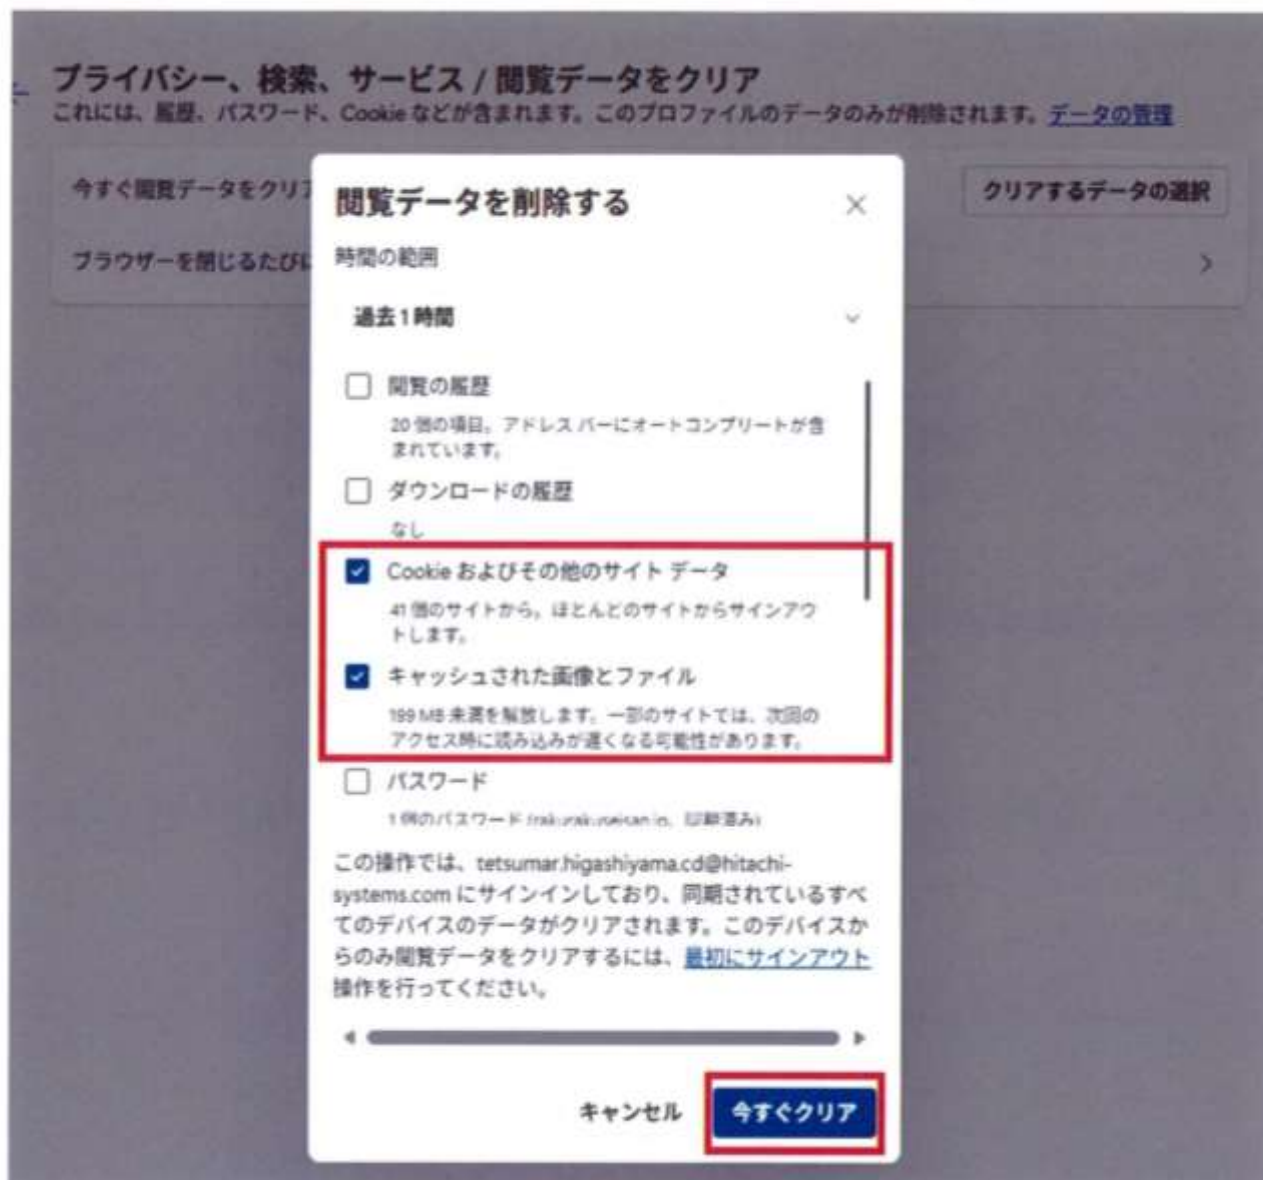 プライバシー、検索、サービス / 閲覧データをクリア
これには、履歴、パスワード、Cookie などが含まれます。このプロファイルのデータのみが削除されます。データの管理
今すぐ閲覧データをクリア
クリアするデータの選択
ブラウザーを閉じるたびに
閲覧データを削除する
時間の範囲
過去1時間
閲覧の履歴
20 個の項目。アドレス バーにオートコンプリートが含
まれています。
ダウンロードの履歴
なし
Cookie およびその他のサイト データ
41 個のサイトから。ほとんどのサイトからサインアウ
トします。
キャッシュされた画像とファイル
199 MB 未満を解放します。一部のサイトでは、次回の
アクセス時に読み込みが遅くなる可能性があります。
パスワード
1 個のパスワード (rakurakuseisan.jp、同期済み)
この操作では、tetsumar.higashiyama.cd@hitachi-
systems.com にサインインしており、同期されているすべ
てのデバイスのデータがクリアされます。このデバイスか
らのみ閲覧データをクリアするには、最初にサインアウト
操作を行ってください。
キャンセル
今すぐクリア